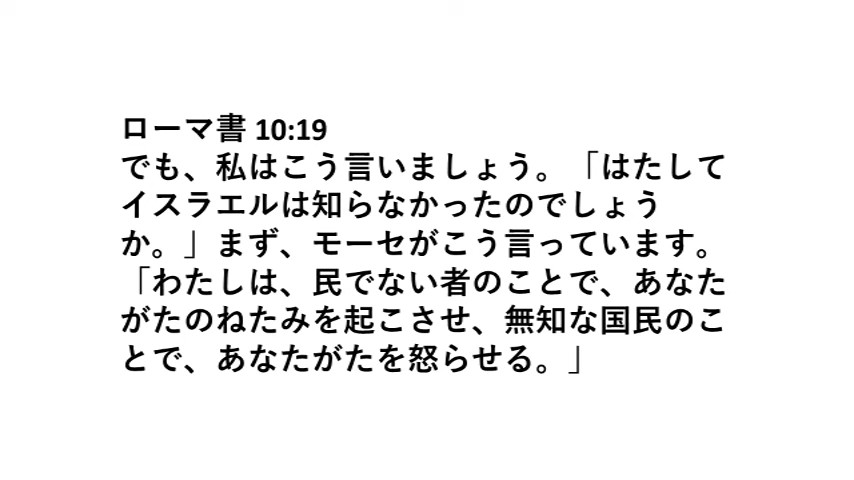 ローマ書 10:19
でも、私はこう言いましょう。「はたして
イスラエルは知らなかったのでしょう
か。」まず、モーセがこう言っています。
「わたしは、民でない者のことで、あなた
がたのねたみを起こさせ、無知な国民のこ
とで、あなたがたを怒らせる。」